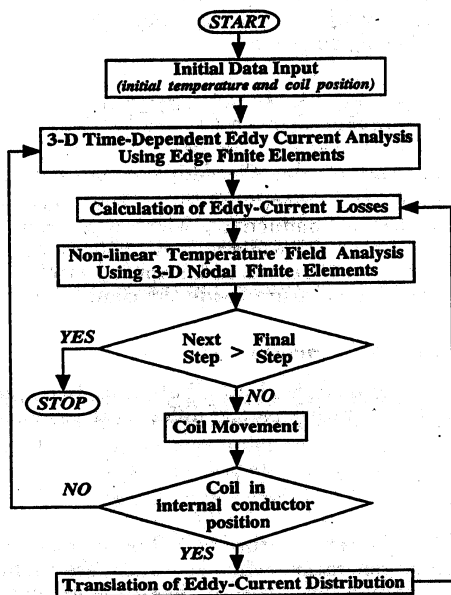 START
Initial Data Input
(initial temperature and coil position)
3-D Time-Dependent Eddy Current Analysis
Using Edge Finite Elements
Calculation of Eddy-Current Losses
Non-linear Temperature Field Analysis
Using 3-D Nodal Finite Elements
YES
Next > Final
Step Step
STOP
NO
Coil Movement
NO
Coil in
internal conductor
position
YES
Translation of Eddy-Current Distribution